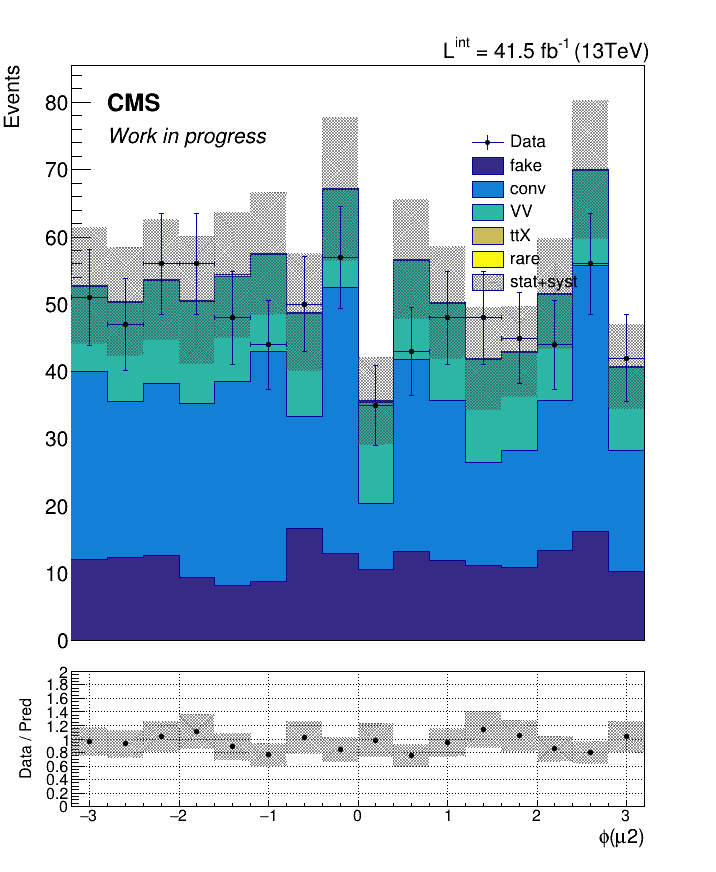 L^int = 41.5 fb^-1 (13TeV)
Events
CMS
Work in progress
Data
fake
conv
VV
ttX
rare
stat+syst
80
70
60
50
40
30
20
10
0
Data / Pred
2
1.8
1.6
1.4
1.2
1
0.8
0.6
0.4
0.2
0
−3 −2 −1 0 1 2 3
ϕ(μ2)